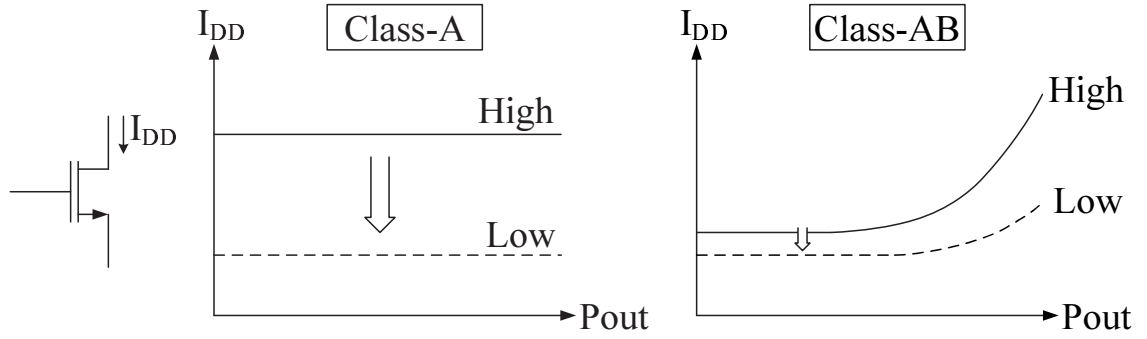 I_DD
Class-A
High
I_DD
Low
Pout
I_DD
Class-AB
High
Low
Pout